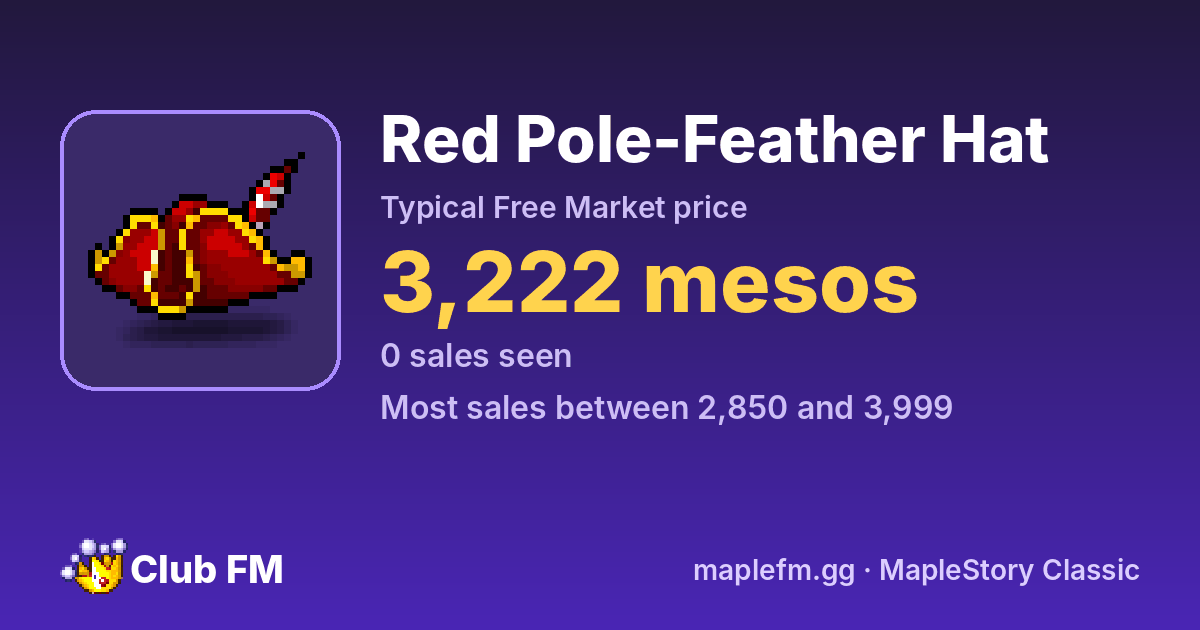 Red Pole-Feather Hat
Typical Free Market price
3,222 mesos
0 sales seen
Most sales between 2,850 and 3,999
Club FM
maplefm.gg · MapleStory Classic